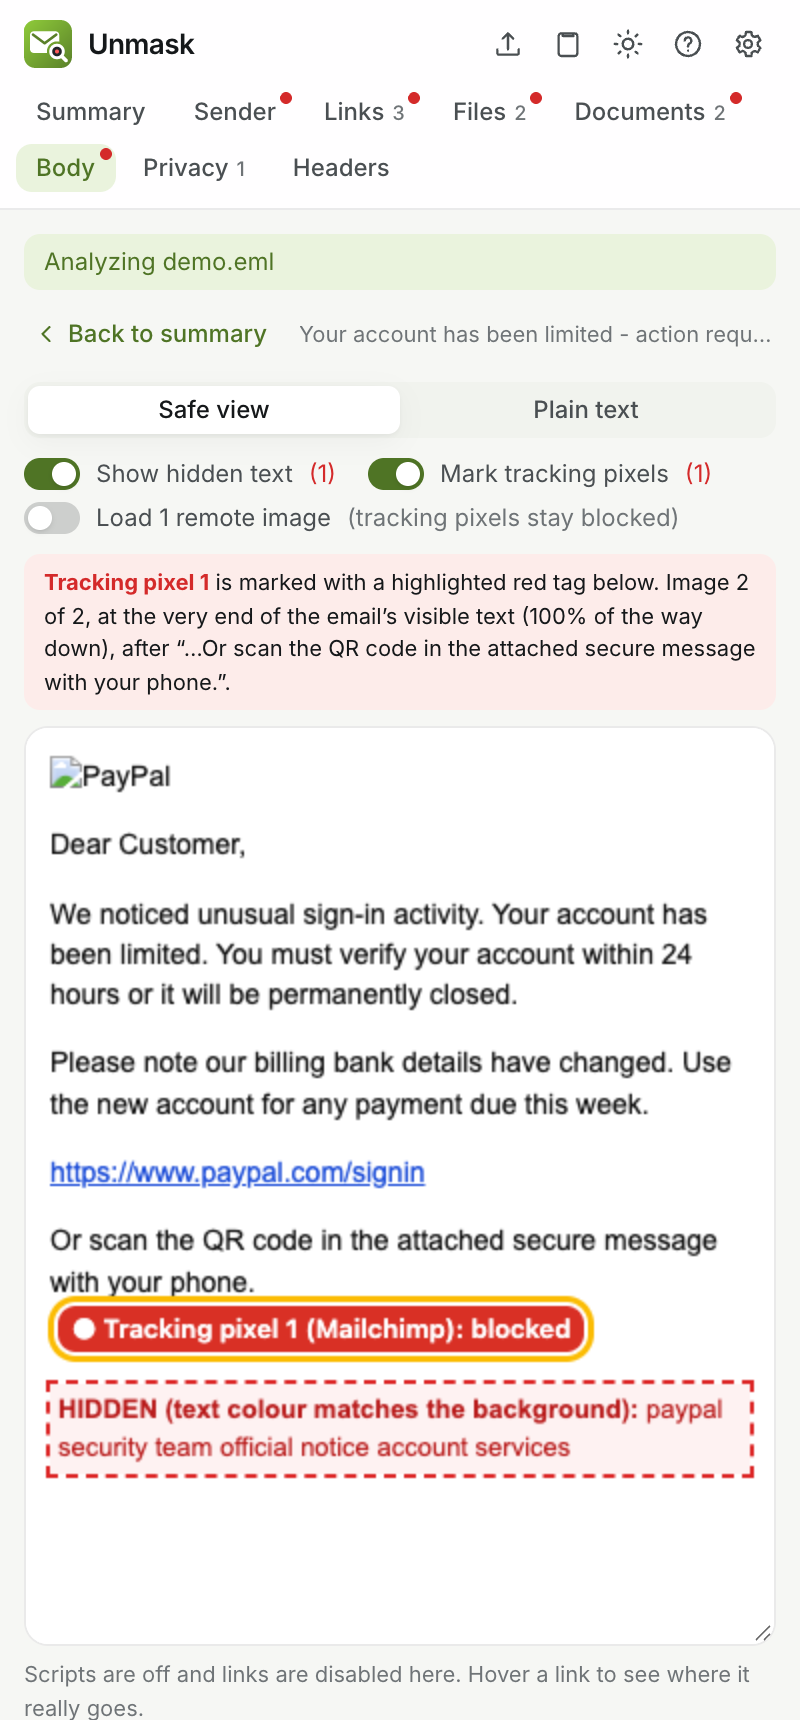 Unmask
Summary
Sender
Links 3
Files 2
Documents 2
Body
Privacy 1
Headers
Analyzing demo.eml
Back to summary
Your account has been limited - action requ...
Safe view
Plain text
Show hidden text (1)
Mark tracking pixels (1)
Load 1 remote image (tracking pixels stay blocked)
Tracking pixel 1 is marked with a highlighted red tag below. Image 2
of 2, at the very end of the email’s visible text (100% of the way
down), after “...Or scan the QR code in the attached secure message
with your phone.”.
PayPal
Dear Customer,
We noticed unusual sign-in activity. Your account has
been limited. You must verify your account within 24
hours or it will be permanently closed.
Please note our billing bank details have changed. Use
the new account for any payment due this week.
https://www.paypal.com/signin
Or scan the QR code in the attached secure message
with your phone.
Tracking pixel 1 (Mailchimp): blocked
HIDDEN (text colour matches the background): paypal
security team official notice account services
Scripts are off and links are disabled here. Hover a link to see where it
really goes.